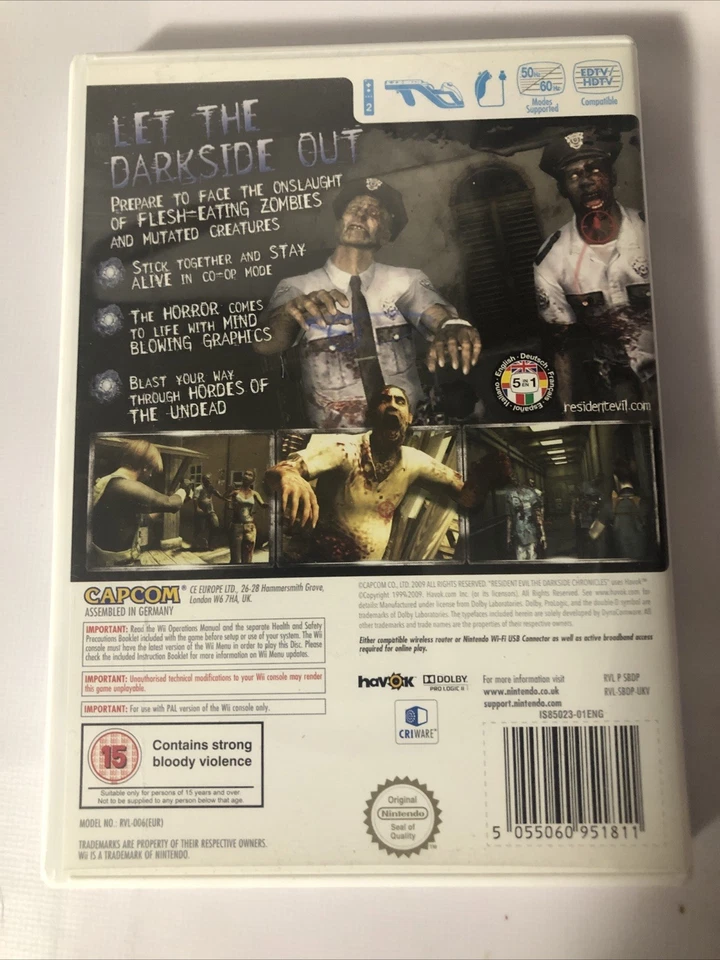 2
50Hz
60Hz
Modes
Supported
EDTV/
HDTV
Compatible
LET THE
DARKSIDE OUT
PREPARE TO FACE THE ONSLAUGHT
OF FLESH-EATING ZOMBIES
AND MUTATED CREATURES
STICK TOGETHER AND STAY
ALIVE IN CO-OP MODE
THE HORROR COMES
TO LIFE WITH MIND
BLOWING GRAPHICS
BLAST YOUR WAY
THROUGH HORDES OF
THE UNDEAD
English · Deutsch · Français · Español · Italiano
5 IN 1
residentevil.com
CAPCOM® CE EUROPE LTD., 26-28 Hammersmith Grove,
London W6 7HA, UK.
ASSEMBLED IN GERMANY
IMPORTANT: Read the Wii Operations Manual and the separate Health and Safety
Precautions Booklet included with the game before setup or use of your system. The Wii
console must have the latest version of the Wii Menu in order to play this Disc. Please
check the included Instruction Booklet for more information on Wii Menu updates.
IMPORTANT: Unauthorised technical modifications to your Wii console may render
this game unplayable.
IMPORTANT: For use with PAL version of the Wii console only.
15
Contains strong
bloody violence
Suitable only for persons of 15 years and over.
Not to be supplied to any person below that age.
MODEL NO.: RVL-006(EUR)
TRADEMARKS ARE PROPERTY OF THEIR RESPECTIVE OWNERS.
Wii IS A TRADEMARK OF NINTENDO.
©CAPCOM CO., LTD. 2009 ALL RIGHTS RESERVED. "RESIDENT EVIL THE DARKSIDE CHRONICLES" uses Havok™
©Copyright 1999-2009. Havok.com Inc. (or its licensors). All Rights Reserved. See www.havok.com for
details Manufactured under license from Dolby Laboratories. Dolby, Pro Logic, and the double-D symbol are
trademarks of Dolby Laboratories. The typefaces included herein are solely developed by DynaComware. All
other trademarks and trade names are the properties of their respective owners.
Either compatible wireless router or Nintendo Wi-Fi USB Connector as well as active broadband access
required for online play.
havok
DOLBY
PRO LOGIC II
CRIWARE™
For more information visit
www.nintendo.co.uk
support.nintendo.com
RVL P SBDP
RVL-SBDP-UKV
IS85023-01ENG
Original
Nintendo
Seal of
Quality
5 055060 951811